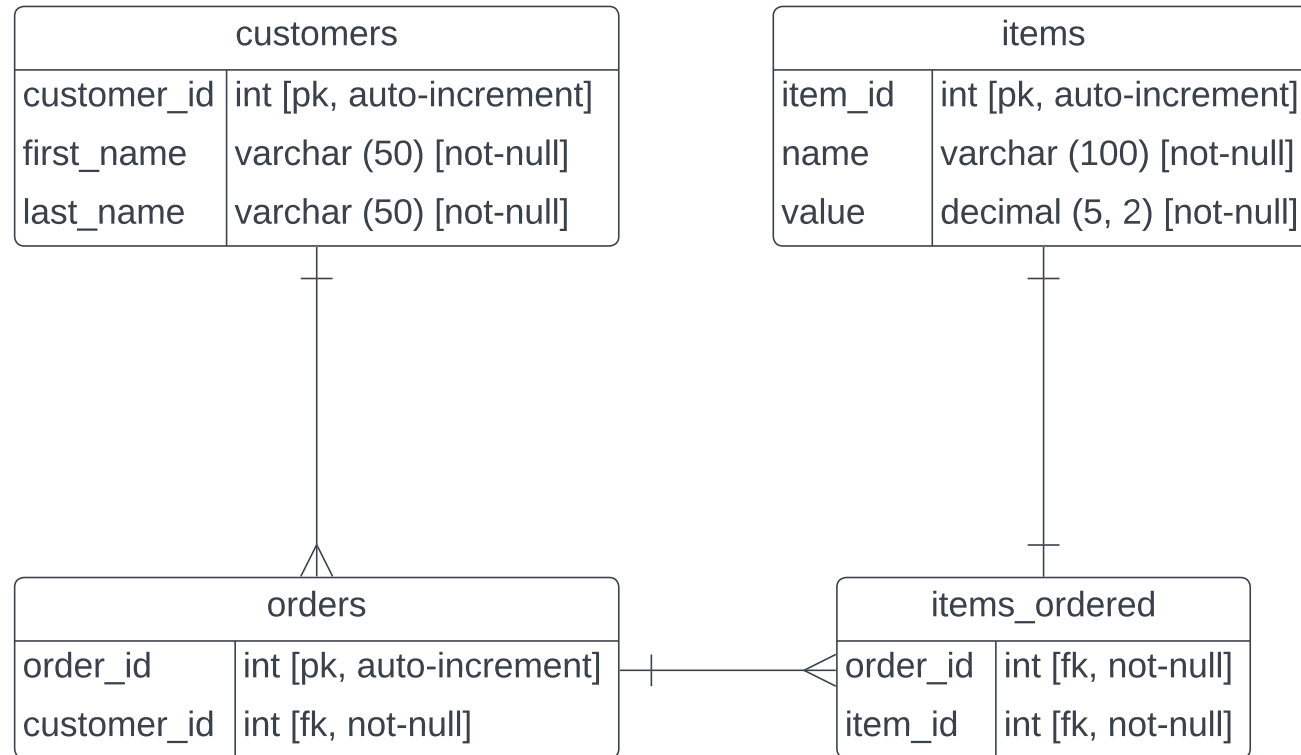 customers
customer_id int [pk, auto-increment]
first_name varchar (50) [not-null]
last_name varchar (50) [not-null]
items
item_id int [pk, auto-increment]
name varchar (100) [not-null]
value decimal (5, 2) [not-null]
orders
order_id int [pk, auto-increment]
customer_id int [fk, not-null]
items_ordered
order_id int [fk, not-null]
item_id int [fk, not-null]